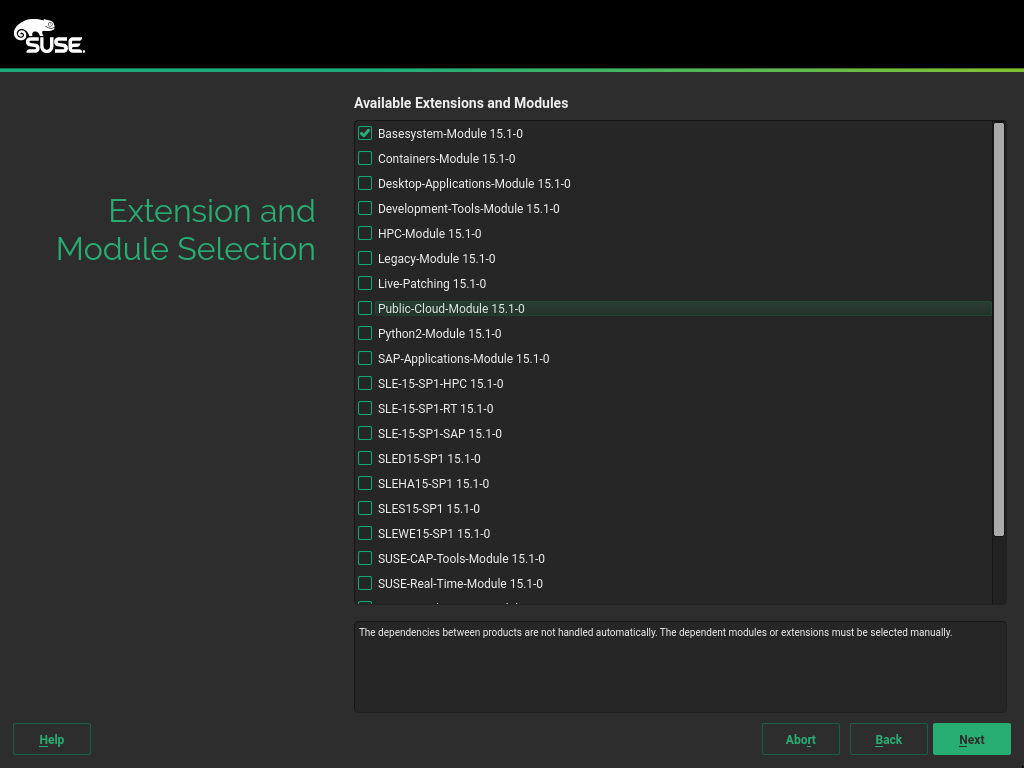 SUSE.
Extension and
Module Selection
Available Extensions and Modules
Basesystem-Module 15.1-0
Containers-Module 15.1-0
Desktop-Applications-Module 15.1-0
Development-Tools-Module 15.1-0
HPC-Module 15.1-0
Legacy-Module 15.1-0
Live-Patching 15.1-0
Public-Cloud-Module 15.1-0
Python2-Module 15.1-0
SAP-Applications-Module 15.1-0
SLE-15-SP1-HPC 15.1-0
SLE-15-SP1-RT 15.1-0
SLE-15-SP1-SAP 15.1-0
SLED15-SP1 15.1-0
SLEHA15-SP1 15.1-0
SLES15-SP1 15.1-0
SLEWE15-SP1 15.1-0
SUSE-CAP-Tools-Module 15.1-0
SUSE-Real-Time-Module 15.1-0
The dependencies between products are not handled automatically. The dependent modules or extensions must be selected manually.
Help
Abort
Back
Next